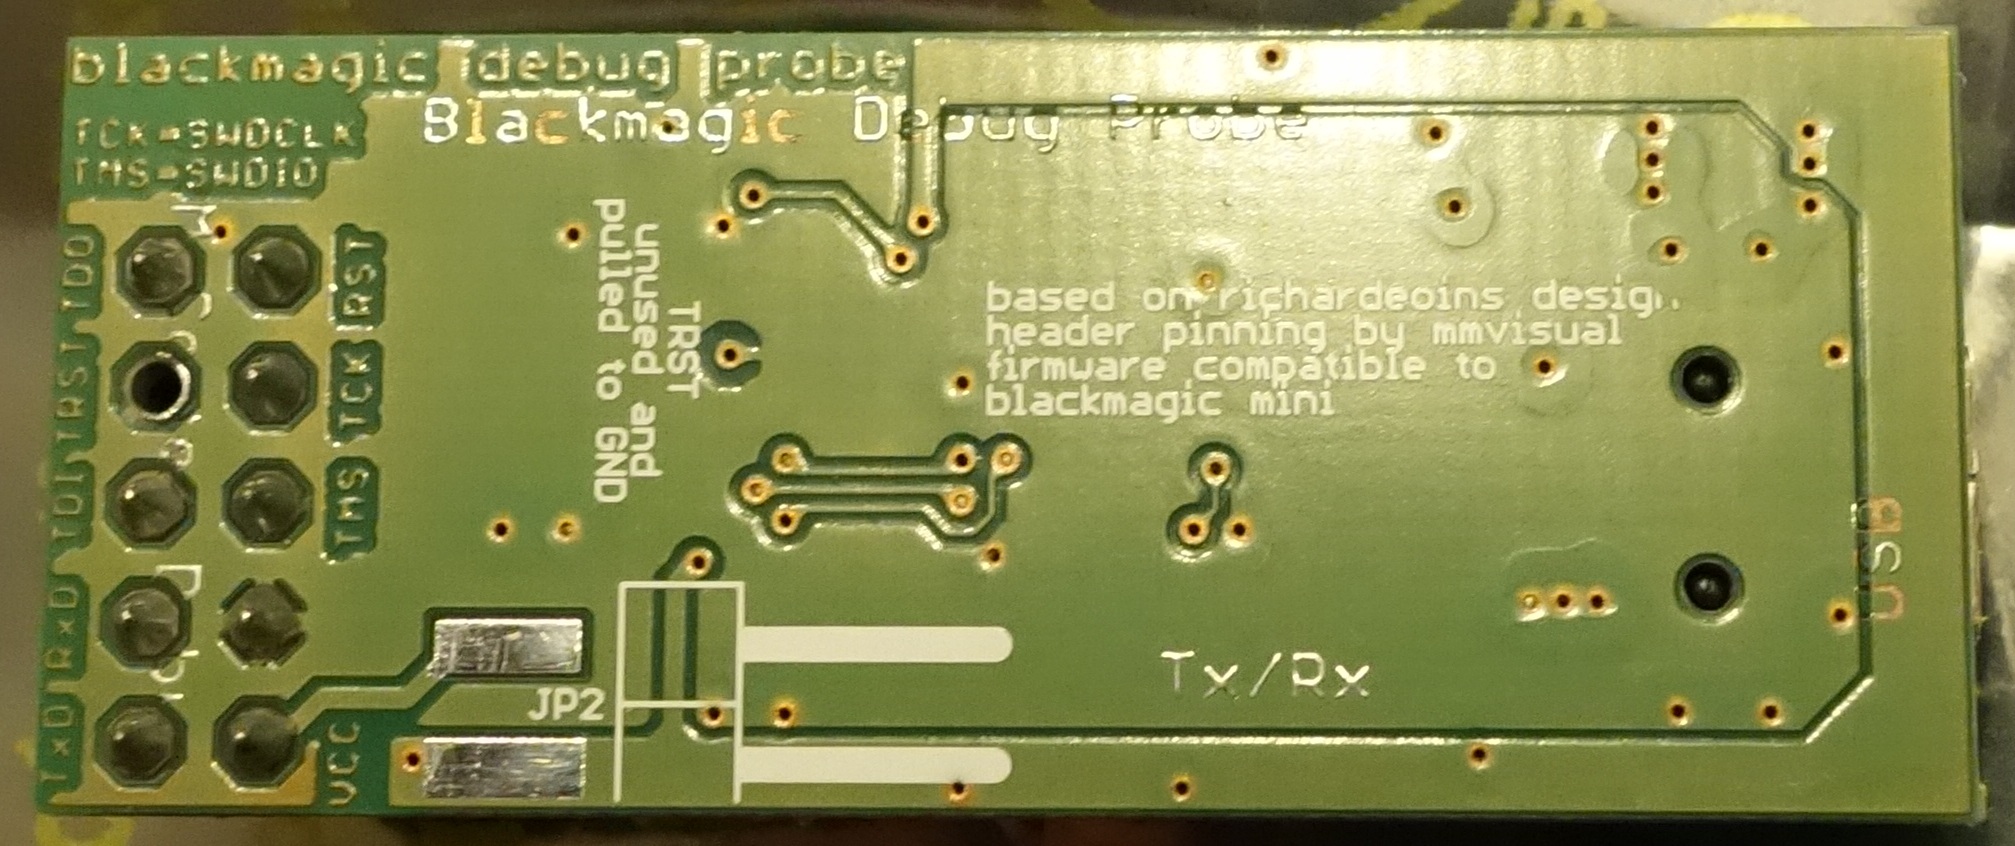 blackmagic debug probe
Blackmagic Debug Probe
TCK=SWDCLK
TMS=SWDIO
TDO
RST
TRST
TCK
TDI
TMS
RxD
TxD
VCC
TRST
unused and
pulled to GND
based on richardeoins design
header pinning by mmvisual
firmware compatible to
blackmagic mini
JP2
Tx/Rx
USB